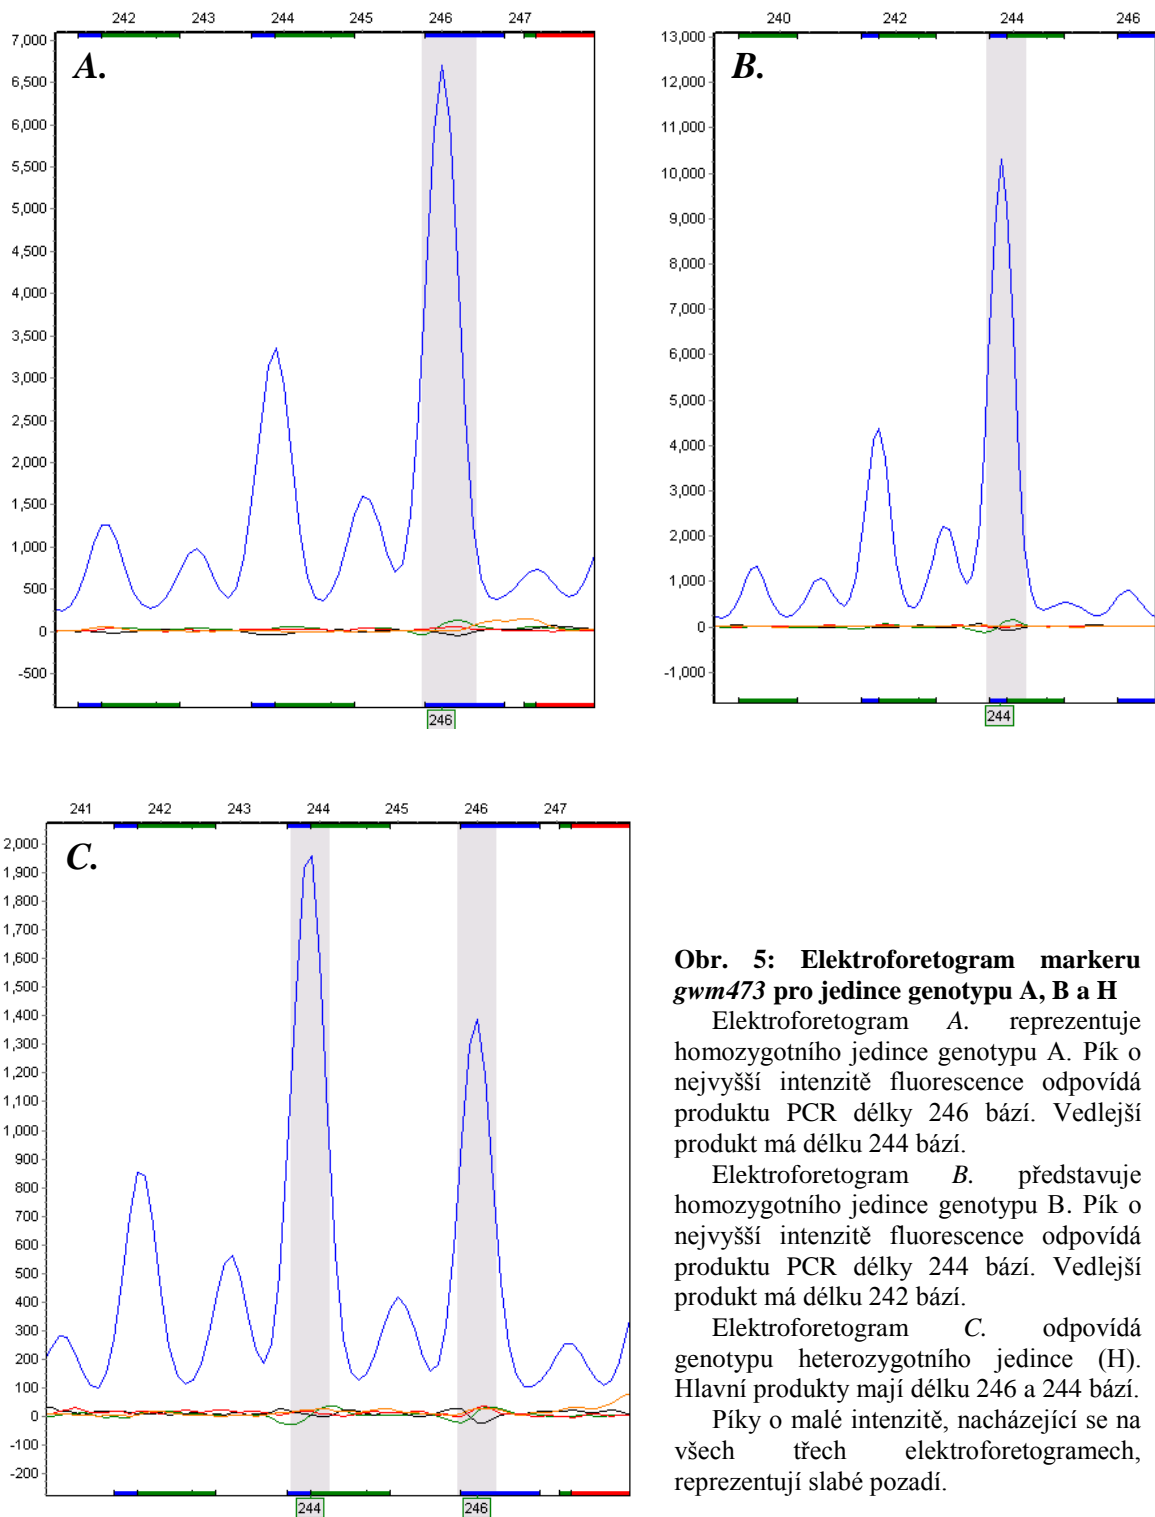 242 243 244 245 246 247
A.
7,000
6,500
6,000
5,500
5,000
4,500
4,000
3,500
3,000
2,500
2,000
1,500
1,000
500
0
-500
246
240 242 244 246
B.
13,000
12,000
11,000
10,000
9,000
8,000
7,000
6,000
5,000
4,000
3,000
2,000
1,000
0
-1,000
244
241 242 243 244 245 246 247
C.
2,000
1,900
1,800
1,700
1,600
1,500
1,400
1,300
1,200
1,100
1,000
900
800
700
600
500
400
300
200
100
0
-100
-200
244 246
Obr. 5: Elektroforetogram markeru
gwm473 pro jedince genotypu A, B a H
Elektroforetogram A. reprezentuje
homozygotního jedince genotypu A. Pík o
nejvyšší intenzitě fluorescence odpovídá
produktu PCR délky 246 bází. Vedlejší
produkt má délku 244 bází.
Elektroforetogram B. představuje
homozygotního jedince genotypu B. Pík o
nejvyšší intenzitě fluorescence odpovídá
produktu PCR délky 244 bází. Vedlejší
produkt má délku 242 bází.
Elektroforetogram C. odpovídá
genotypu heterozygotního jedince (H).
Hlavní produkty mají délku 246 a 244 bází.
Píky o malé intenzitě, nacházející se na
všech třech elektroforetogramech,
reprezentují slabé pozadí.